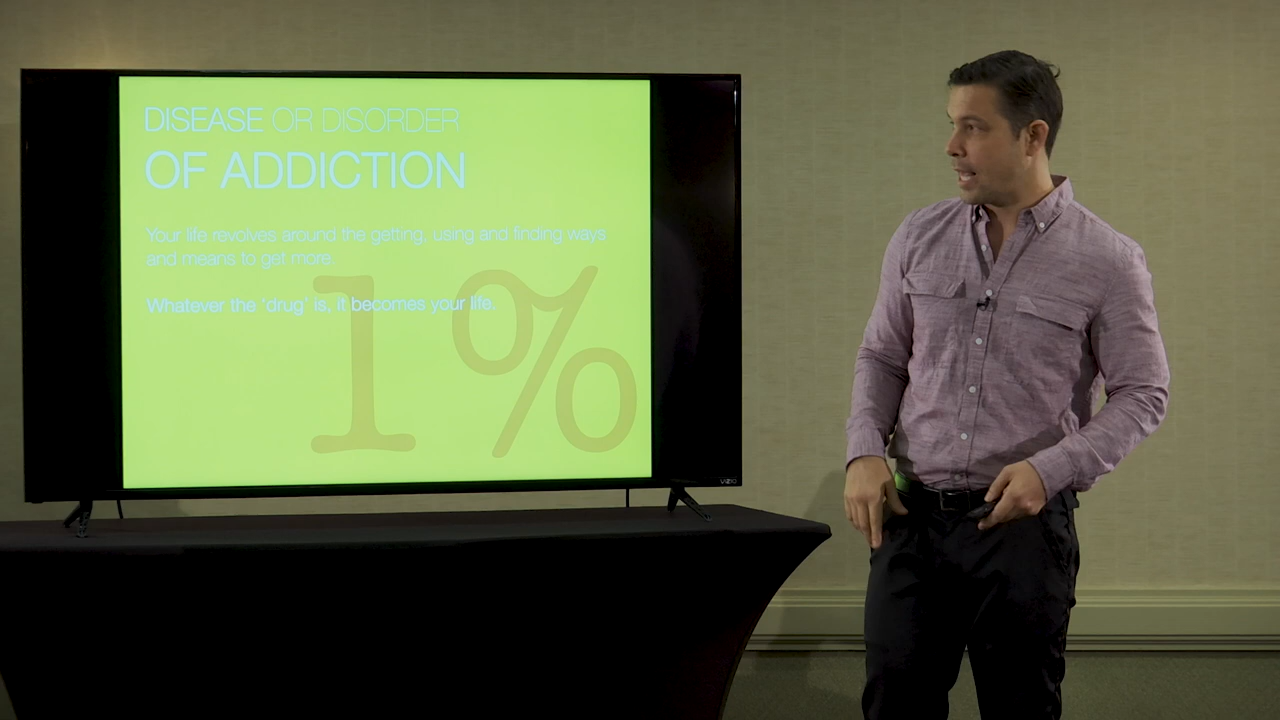 DISEASE OR DISORDER
OF ADDICTION
Your life revolves around the getting, using and finding ways
and means to get more.
Whatever the 'drug' is, it becomes your life.
1%
VIZIO